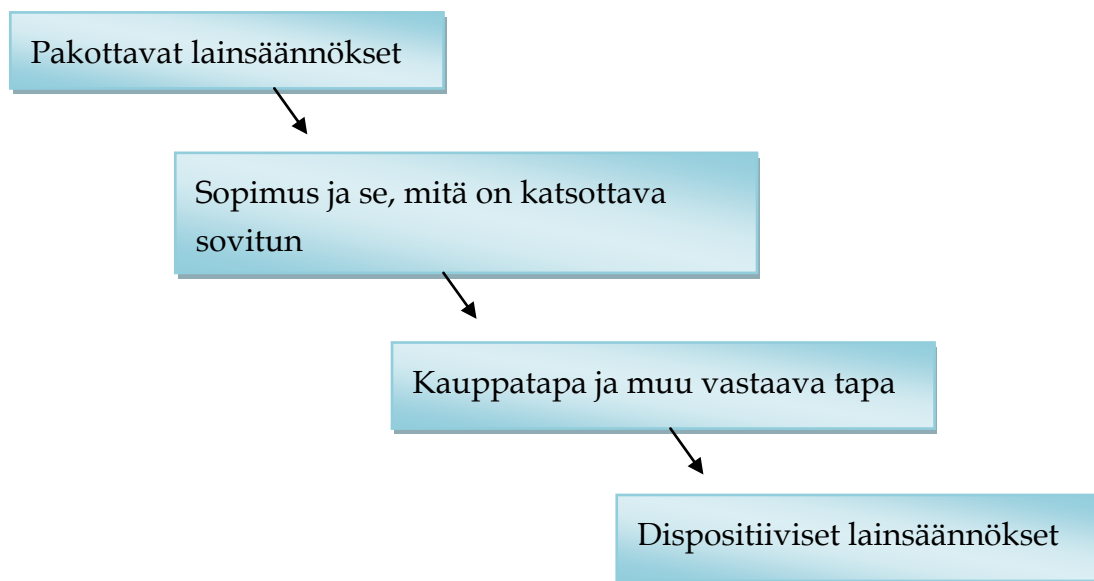 Pakottavat lainsäännökset
Sopimus ja se, mitä on katsottava
sovitun
Kauppatapa ja muu vastaava tapa
Dispositiiviset lainsäännökset